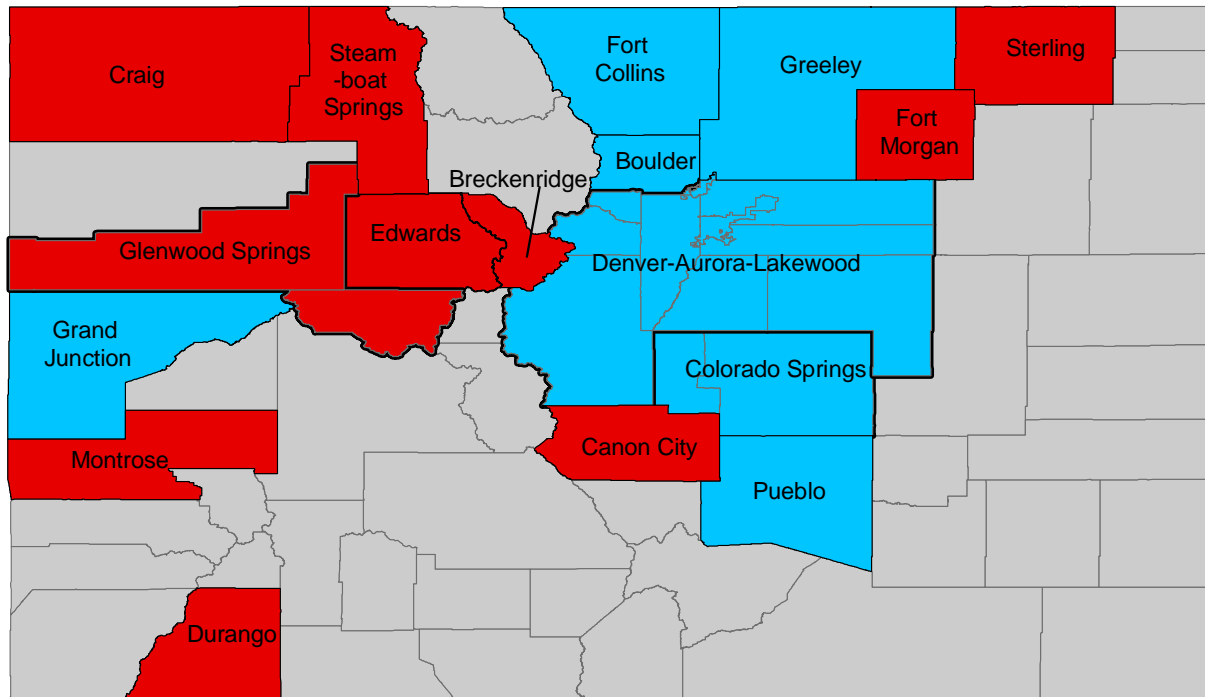 Craig
Steam
-boat
Springs
Fort
Collins
Greeley
Sterling
Fort
Morgan
Boulder
Breckenridge
Glenwood Springs
Edwards
Denver-Aurora-Lakewood
Grand
Junction
Colorado Springs
Montrose
Canon City
Pueblo
Durango